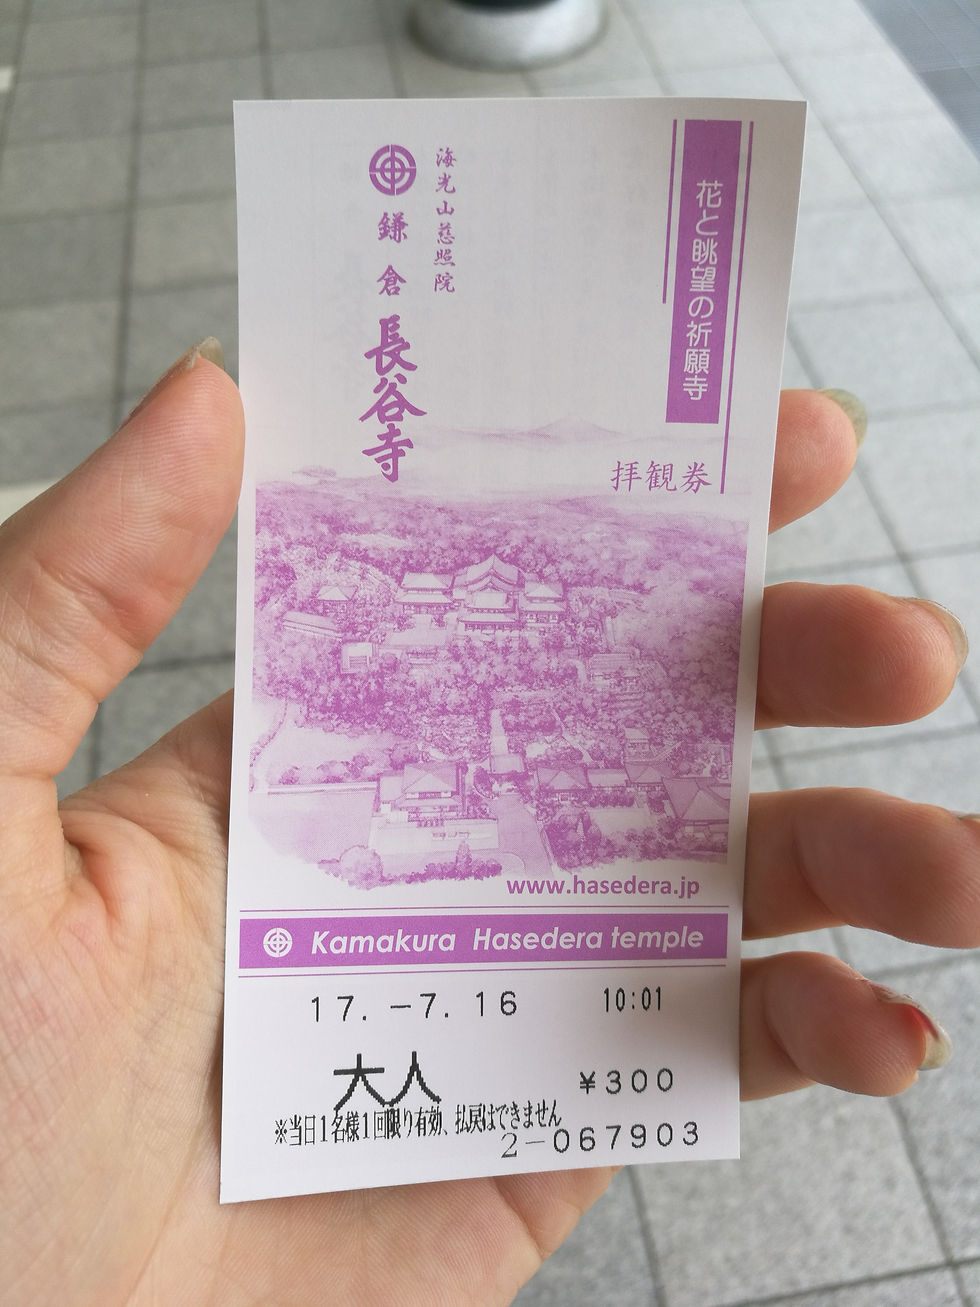 花と眺望の祈願寺
海光山慈照院
鎌倉
長谷寺
拝観券
www.hasedera.jp
Kamakura Hasedera temple
17.-7.16 10:01
大人 ¥300
※当日1名様1回限り有効、払戻はできません
2-067903